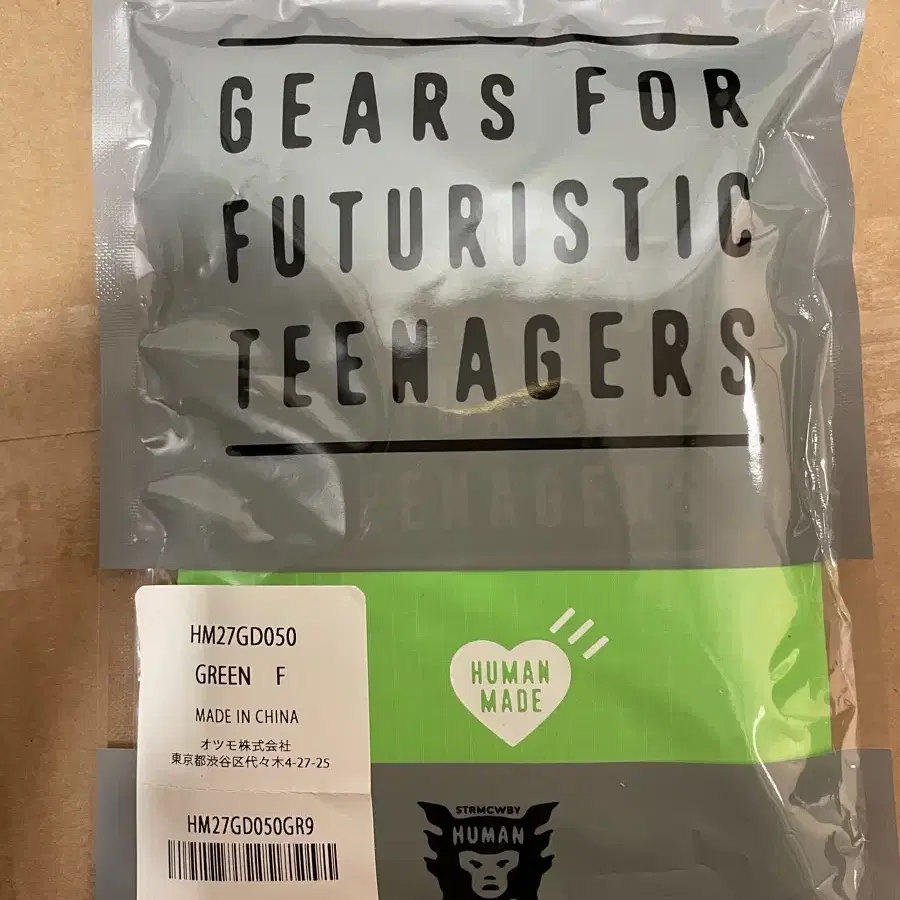 GEARS FOR
FUTURISTIC
TEENAGERS
HM27GD050
GREEN F
MADE IN CHINA
オツモ株式会社
東京都渋谷区代々木4-27-25
HM27GD050GR9
HUMAN
MADE
STRMCWBY
HUMAN